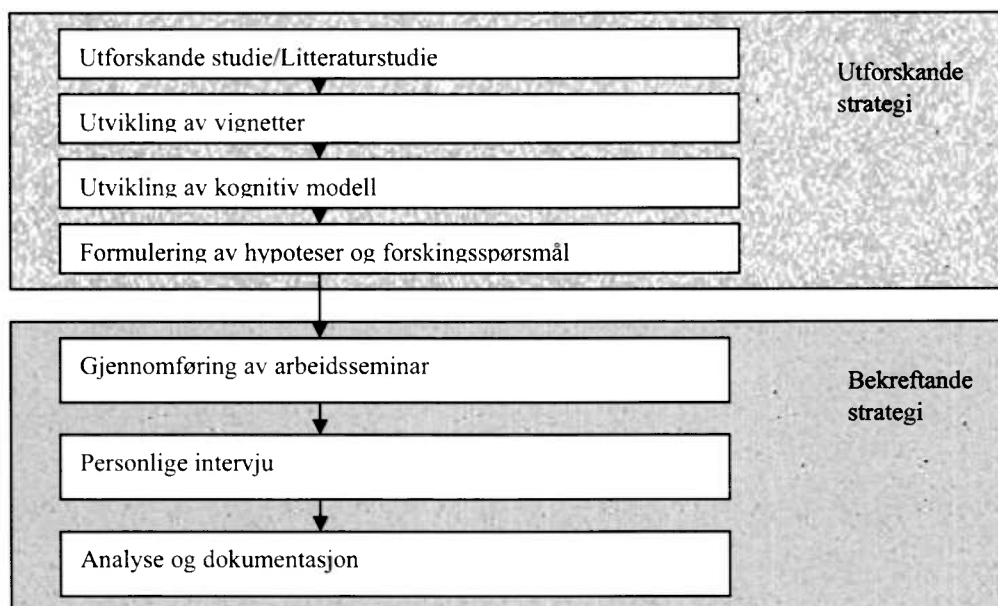 Utforskande studie/Litteraturstudie
Utforskande
strategi
Utvikling av vignetter
Utvikling av kognitiv modell
Formulering av hypoteser og forskingsspørsmål
Gjennomføring av arbeidsseminar
Bekreftande
strategi
Personlige intervju
Analyse og dokumentasjon